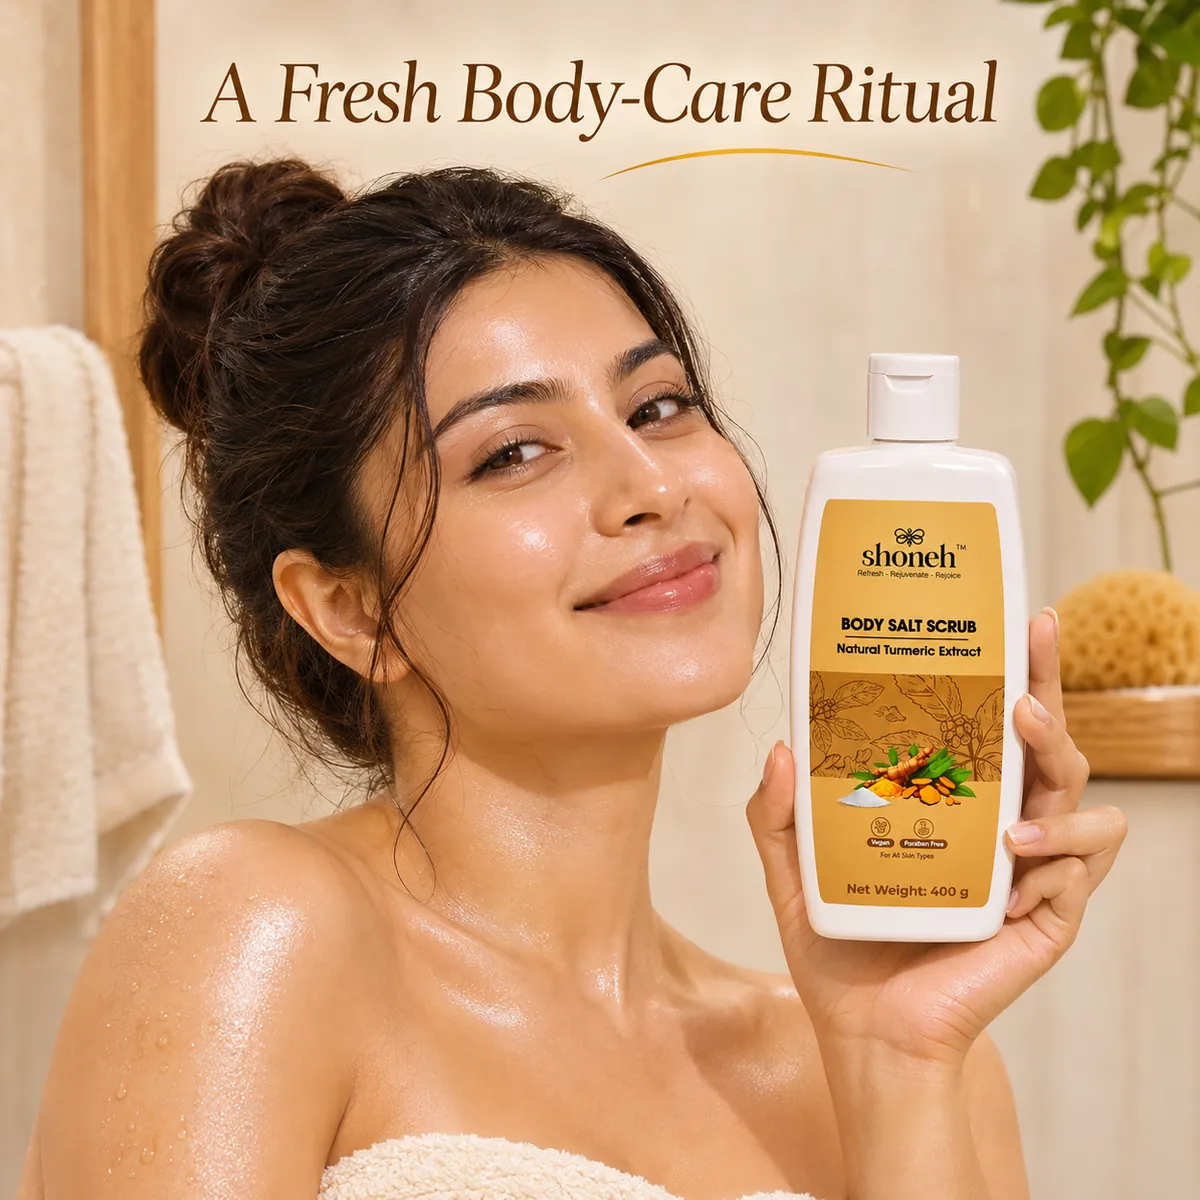 A Fresh Body-Care Ritual
shoneh™
Refresh - Rejuvenate - Rejoice
BODY SALT SCRUB
Natural Turmeric Extract
Vegan
Paraben Free
For All Skin Types
Net Weight: 400 g